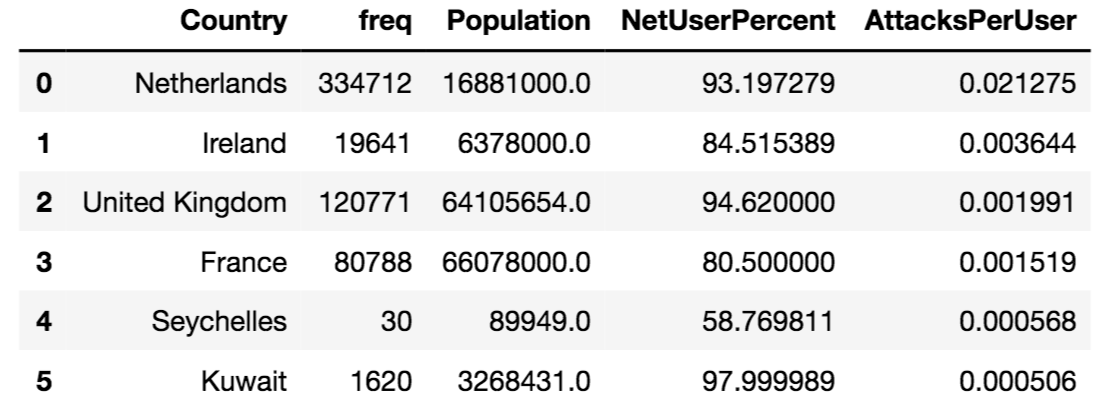 Country freq Population NetUserPercent AttacksPerUser
0 Netherlands 334712 16881000.0 93.197279 0.021275
1 Ireland 19641 6378000.0 84.515389 0.003644
2 United Kingdom 120771 64105654.0 94.620000 0.001991
3 France 80788 66078000.0 80.500000 0.001519
4 Seychelles 30 89949.0 58.769811 0.000568
5 Kuwait 1620 3268431.0 97.999989 0.000506